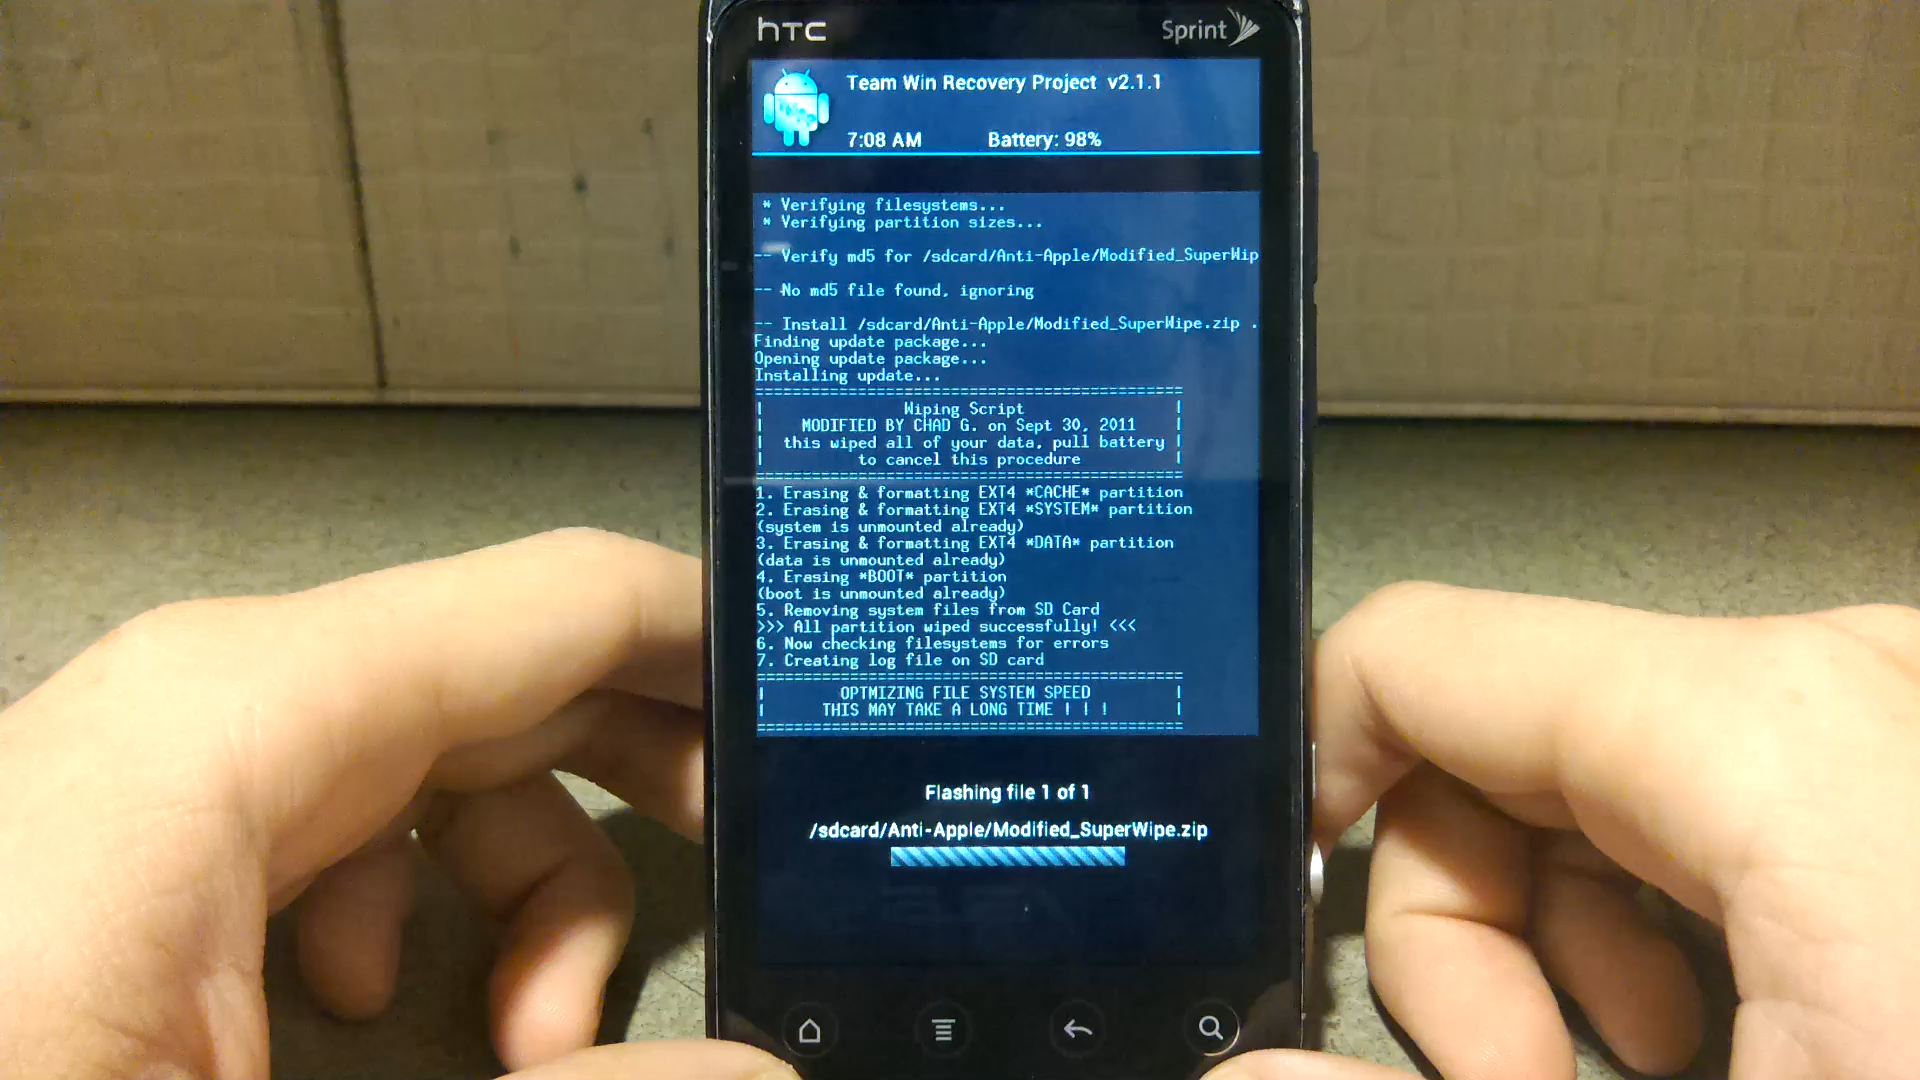 hTC
Sprint
Team Win Recovery Project v2.1.1
7:08 AM Battery: 98%
* Verifying filesystems...
* Verifying partition sizes...
-- Verify md5 for /sdcard/Anti-Apple/Modified_SuperWip
-- No md5 file found, ignoring
-- Install /sdcard/Anti-Apple/Modified_SuperWipe.zip .
Finding update package...
Opening update package...
Installing update...
Wiping Script
MODIFIED BY CHAD G. on Sept 30, 2011
this wiped all of your data, pull battery
to cancel this procedure
1. Erasing & formatting EXT4 *CACHE* partition
2. Erasing & formatting EXT4 *SYSTEM* partition
(system is unmounted already)
3. Erasing & formatting EXT4 *DATA* partition
(data is unmounted already)
4. Erasing *BOOT* partition
(boot is unmounted already)
5. Removing system files from SD Card
>>> All partition wiped successfully! <<<
6. Now checking filesystems for errors
7. Creating log file on SD card
OPTMIZING FILE SYSTEM SPEED
THIS MAY TAKE A LONG TIME ! ! !
Flashing file 1 of 1
/sdcard/Anti-Apple/Modified_SuperWipe.zip